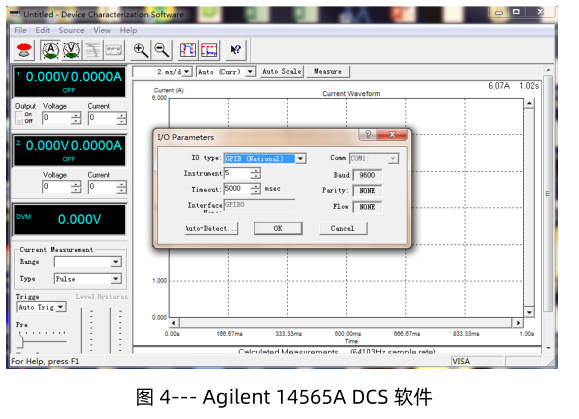 Untitled - Device Characterization Software
File Edit Source View Help
2. ms/d Auto (Curr) Auto Scale Measure
1 0.000V 0.0000A
OFF
Output Voltage Current
On
Off 0 0
2 0.000V 0.0000A
OFF
Voltage Current
0 0
DVM 0.000V
Current Measurement
Range
Type Pulse
Trigge Level Hysteres
Auto Trig
Pre
6.07A 1.02s
Current (A) Current Waveform
6.000
1.000
0.000
0.00s 166.67ms 333.33ms 500.00ms 666.67ms 833.33ms 1.00s
Time
Calculated Measurements (64103Hz sample rate)
I/O Parameters
IO type: GPIB (National) Comm COM1:
Instrument 5 Baud 9600
Timeout: 5000 msec Parity: NONE
Interface GPIB0 Flow NONE
Auto-Detect... OK Cancel
For Help, press F1 VISA
图 4--- Agilent 14565A DCS 软件